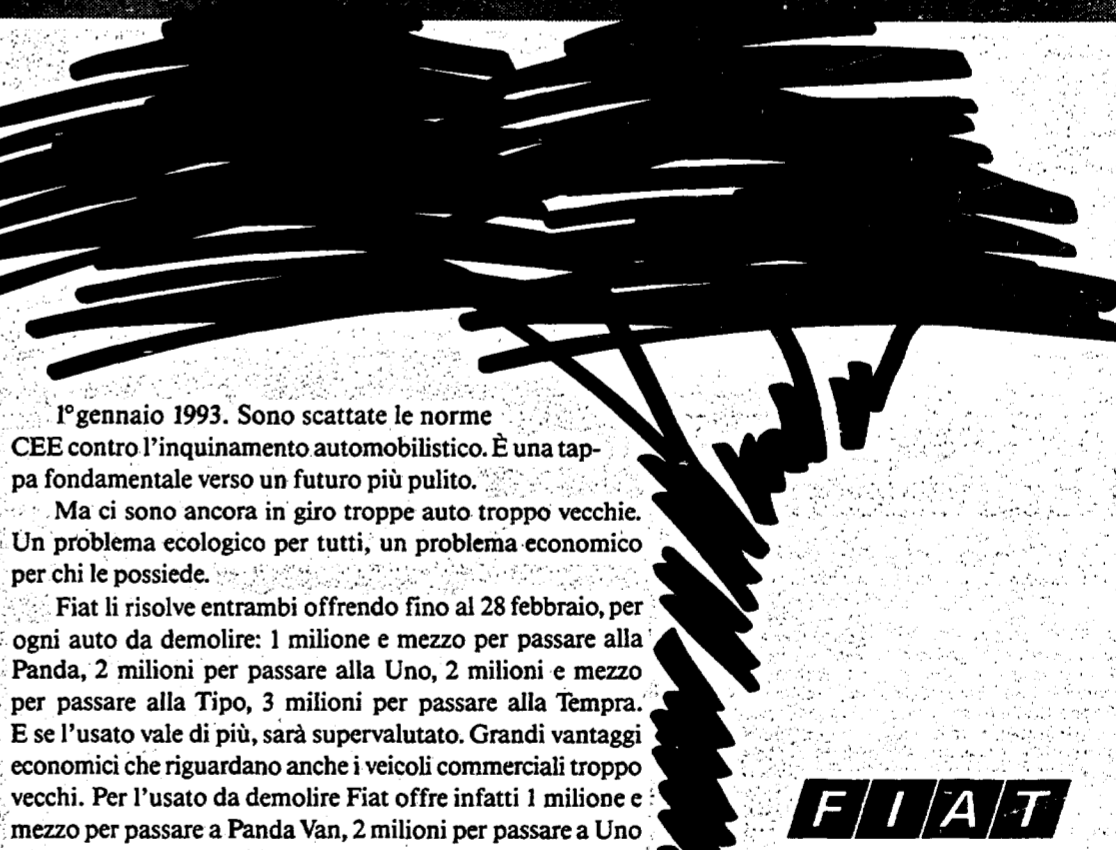 1° gennaio 1993. Sono scattate le norme
CEE contro l'inquinamento automobilistico. È una tap-
pa fondamentale verso un futuro più pulito.
Ma ci sono ancora in giro troppe auto troppo vecchie.
Un problema ecologico per tutti, un problema economico
per chi le possiede.
Fiat li risolve entrambi offrendo fino al 28 febbraio, per
ogni auto da demolire: 1 milione e mezzo per passare alla
Panda, 2 milioni per passare alla Uno, 2 milioni e mezzo
per passare alla Tipo, 3 milioni per passare alla Tempra.
E se l'usato vale di più, sarà supervalutato. Grandi vantaggi
economici che riguardano anche i veicoli commerciali troppo
vecchi. Per l'usato da demolire Fiat offre infatti 1 milione e
mezzo per passare a Panda Van, 2 milioni per passare a Uno
FIAT